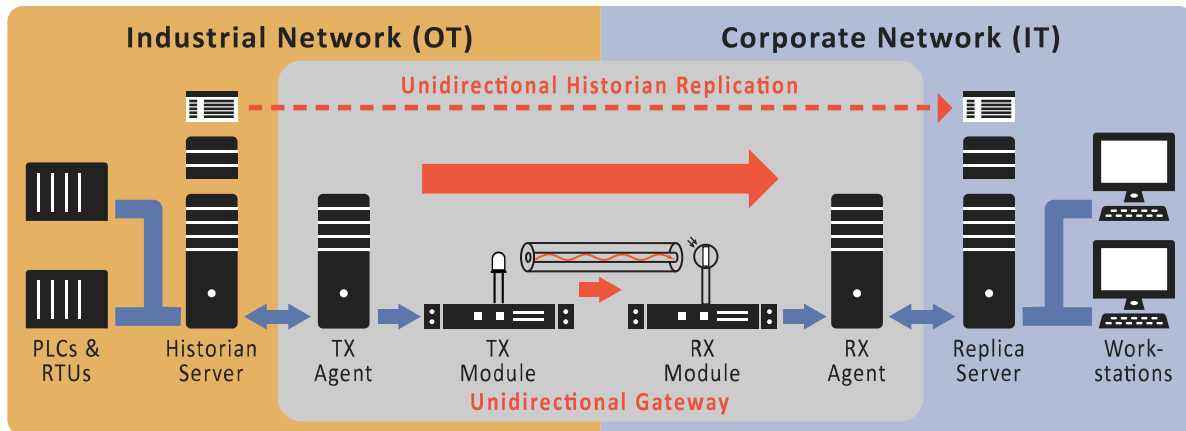 Industrial Network (OT)
Corporate Network (IT)
Unidirectional Historian Replication
PLCs &
RTUs
Historian
Server
TX
Agent
TX
Module
RX
Module
RX
Agent
Replica
Server
Work-
stations
Unidirectional Gateway